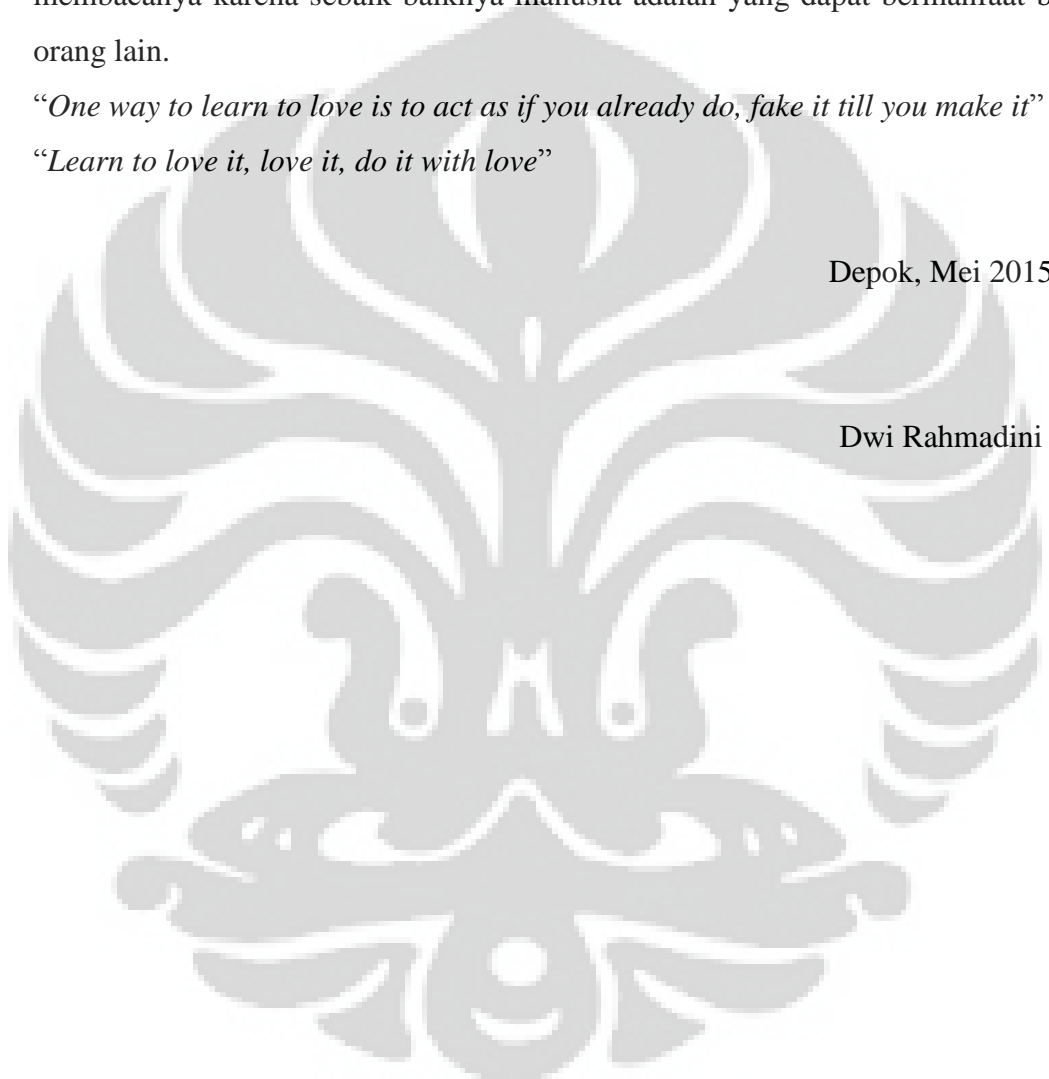 membacanya karena sebaik baiknya manusia adalah yang dapat bermanfaat
orang lain.
“One way to learn to love is to act as if you already do, fake it till you make it”
“Learn to love it, love it, do it with love”
Depok, Mei 2015
Dwi Rahmadini